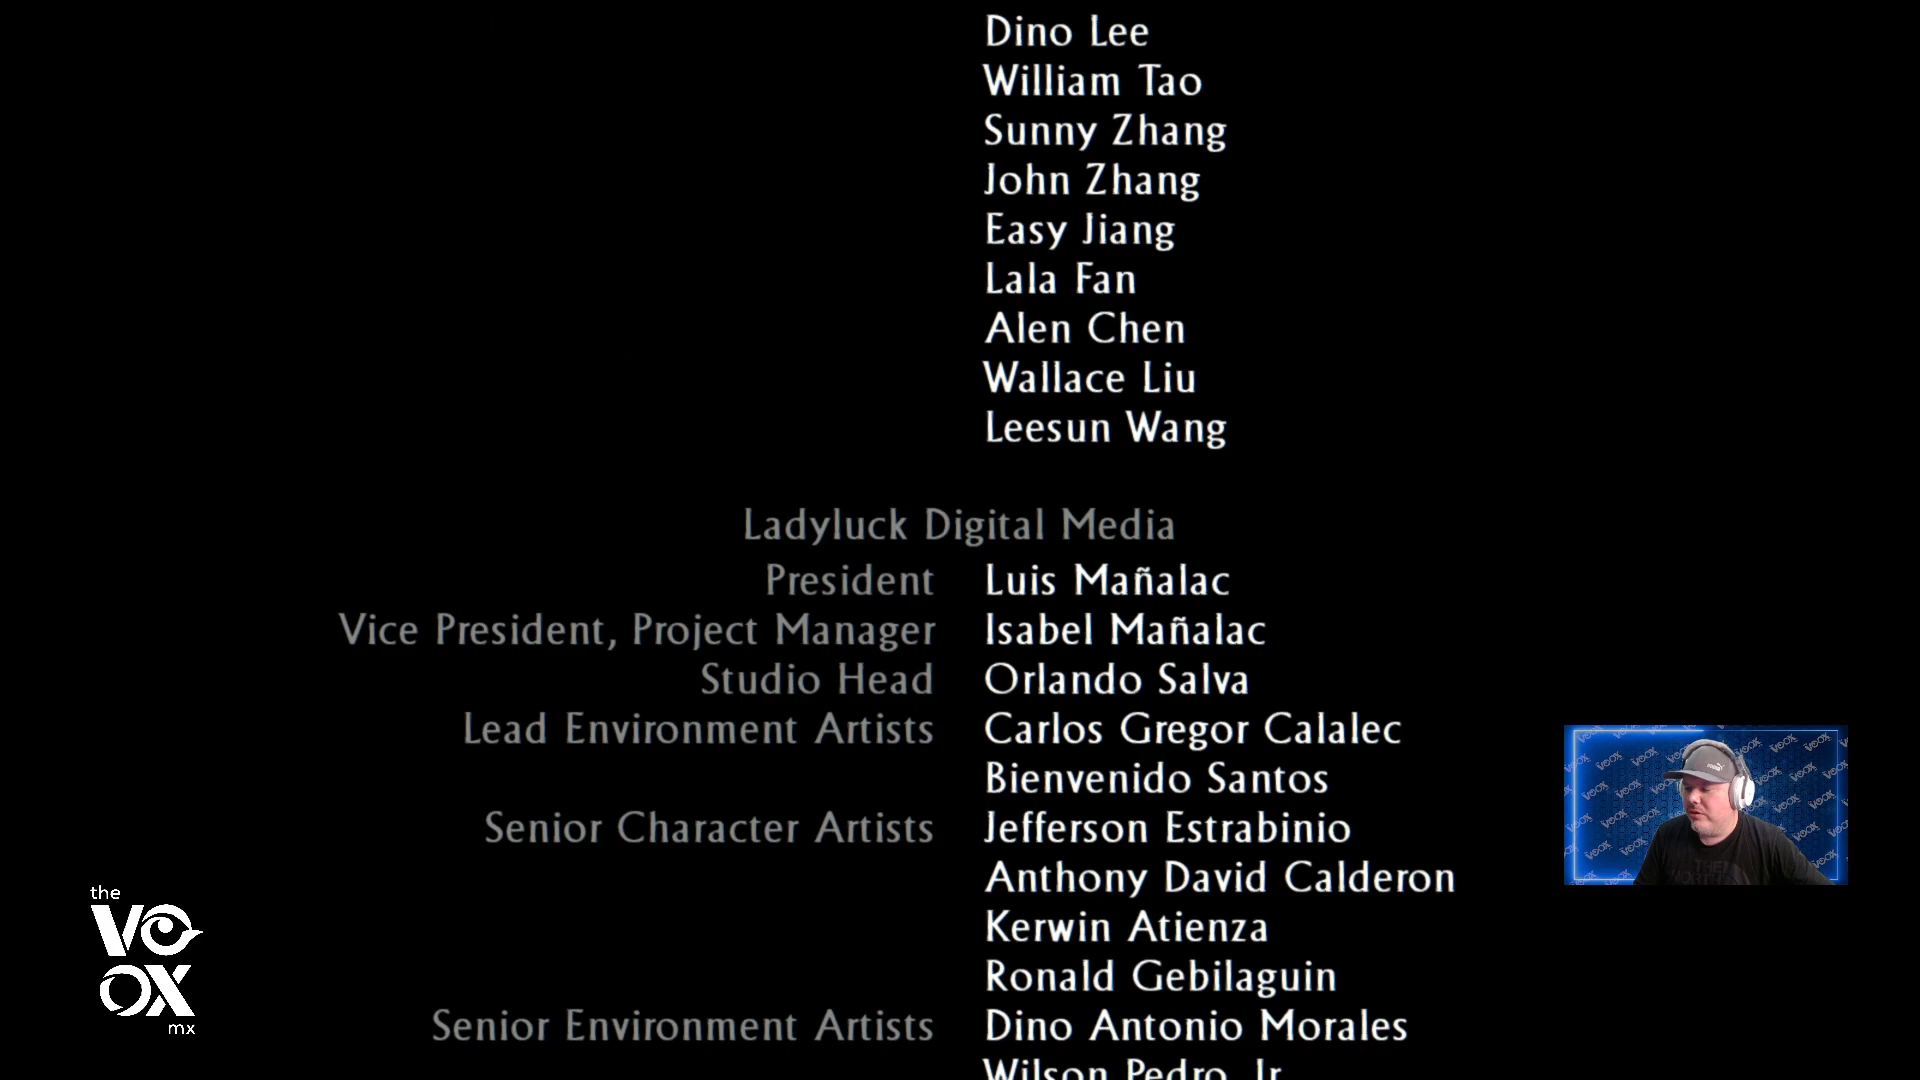 Dino Lee
William Tao
Sunny Zhang
John Zhang
Easy Jiang
Lala Fan
Alen Chen
Wallace Liu
Leesun Wang
Ladyluck Digital Media
President Luis Mañalac
Vice President, Project Manager Isabel Mañalac
Studio Head Orlando Salva
Lead Environment Artists Carlos Gregor Calalec
Bienvenido Santos
Senior Character Artists Jefferson Estrabinio
Anthony David Calderon
Kerwin Atienza
Ronald Gebilaguin
Senior Environment Artists Dino Antonio Morales
Wilson Pedro, Jr.
the
VO
OX
mx